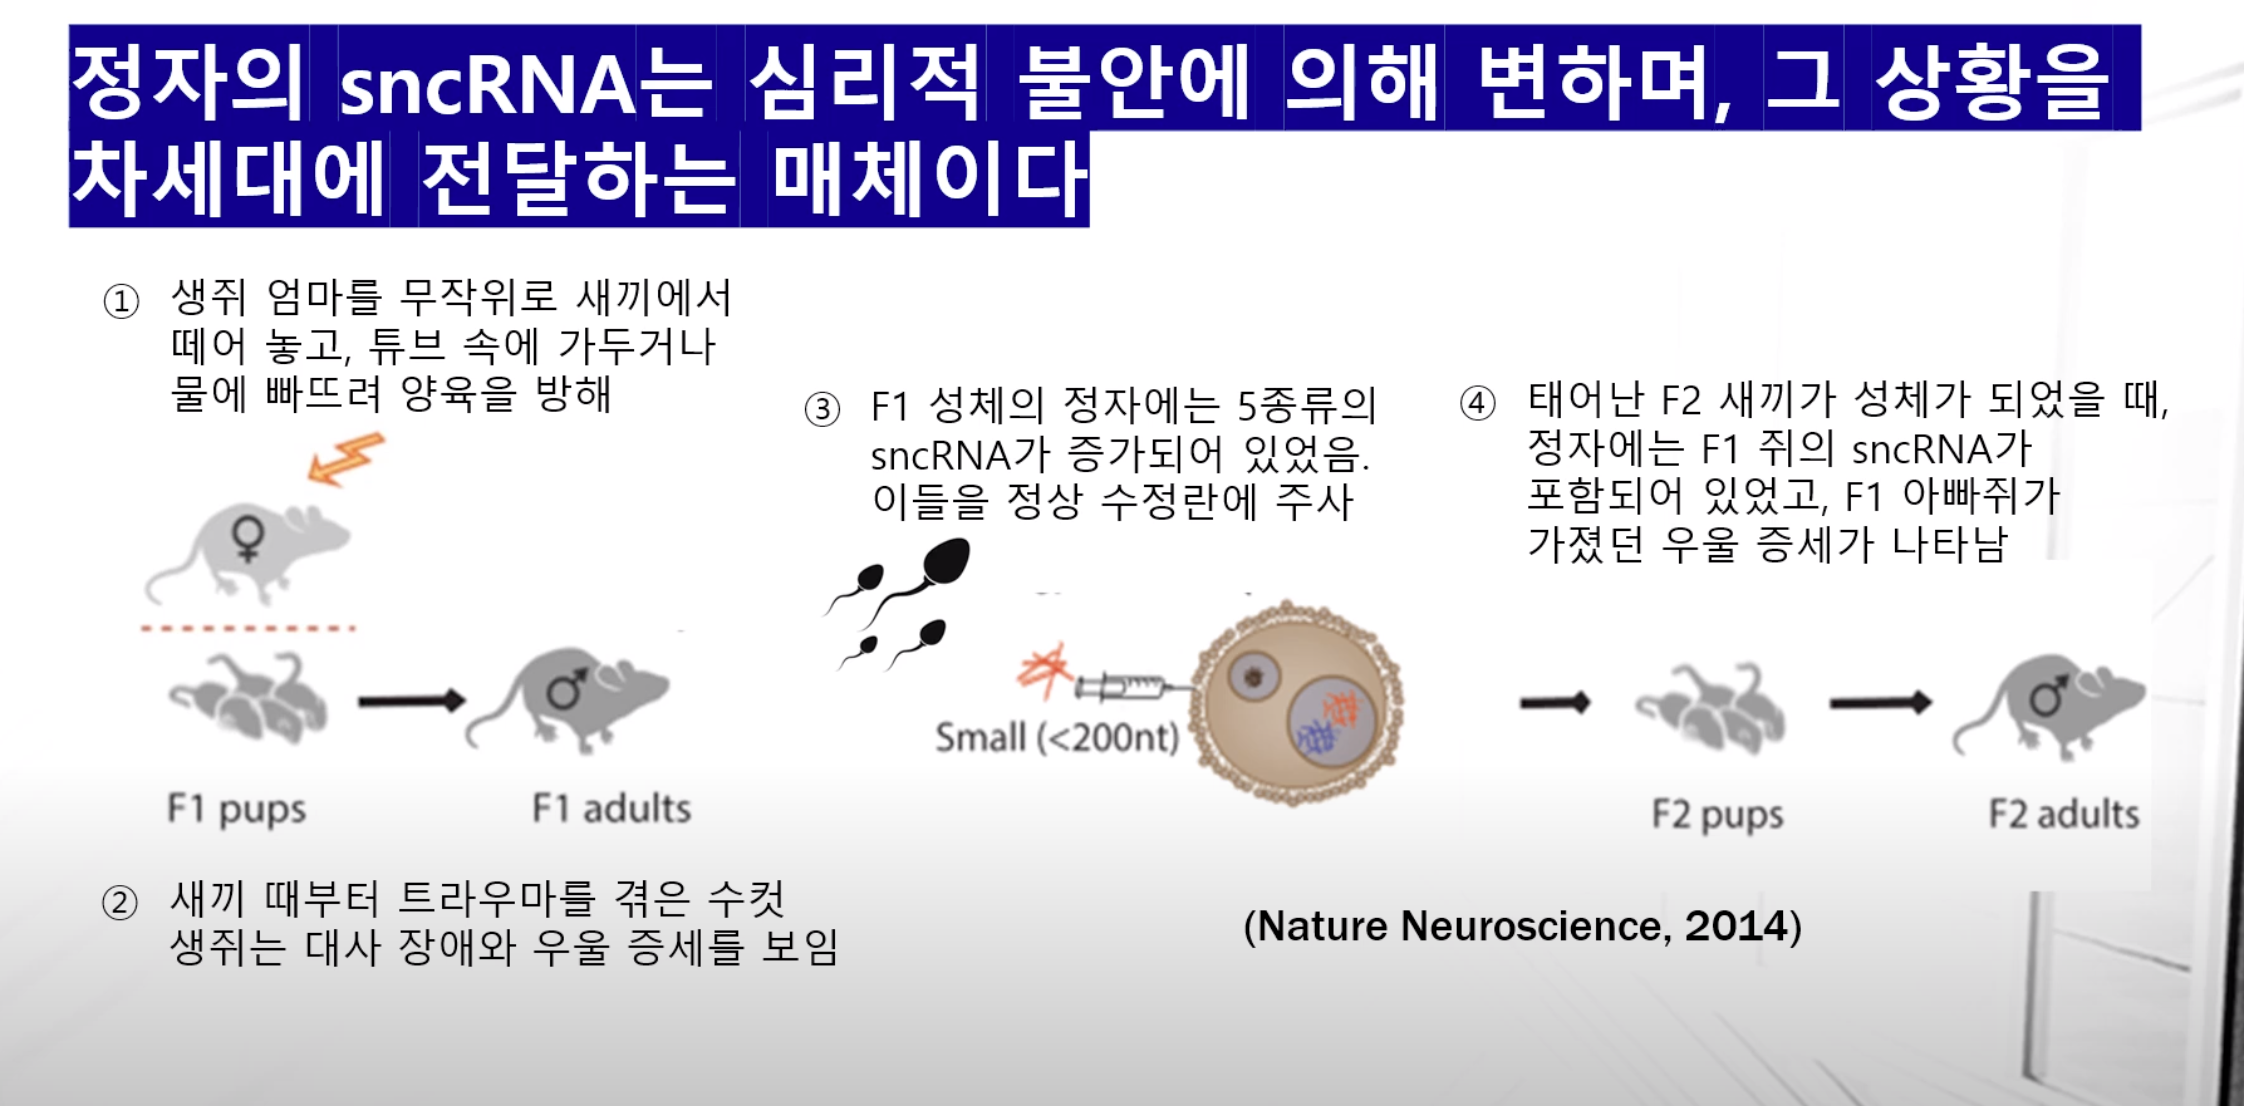 정자의 sncRNA는 심리적 불안에 의해 변하며, 그 상황을
차세대에 전달하는 매체이다
① 생쥐 엄마를 무작위로 새끼에서
떼어 놓고, 튜브 속에 가두거나
물에 빠뜨려 양육을 방해
③ F1 성체의 정자에는 5종류의
sncRNA가 증가되어 있었음.
이들을 정상 수정란에 주사
④ 태어난 F2 새끼가 성체가 되었을 때,
정자에는 F1 쥐의 sncRNA가
포함되어 있었고, F1 아빠쥐가
가졌던 우울 증세가 나타남
Small (<200nt)
F1 pups
F1 adults
F2 pups
F2 adults
② 새끼 때부터 트라우마를 겪은 수컷
생쥐는 대사 장애와 우울 증세를 보임
(Nature Neuroscience, 2014)